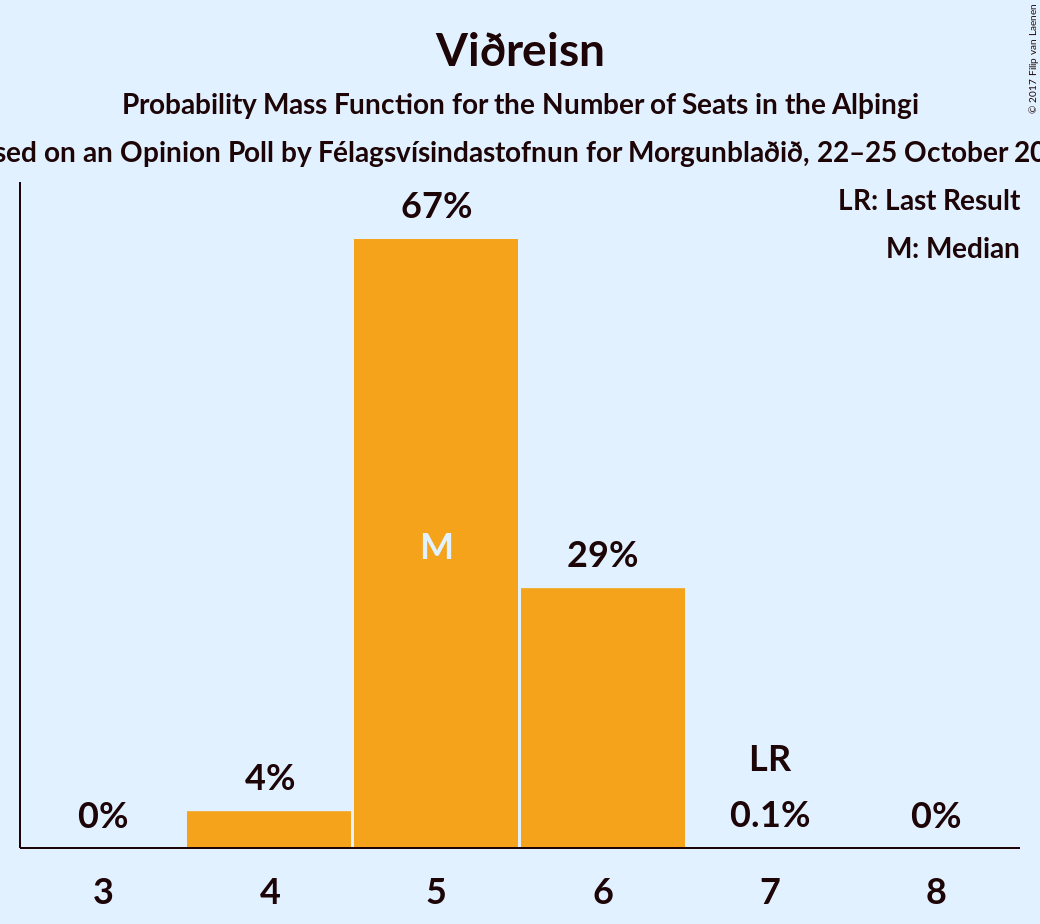 Viðreisn
Probability Mass Function for the Number of Seats in the Alþingi
sed on an Opinion Poll by Félagsvísindastofnun for Morgunblaðið, 22–25 October 20
LR: Last Result
M: Median
67%
M
29%
LR
4%
0%
0.1%
0%
3 4 5 6 7 8
© 2017 Filip van Laenen